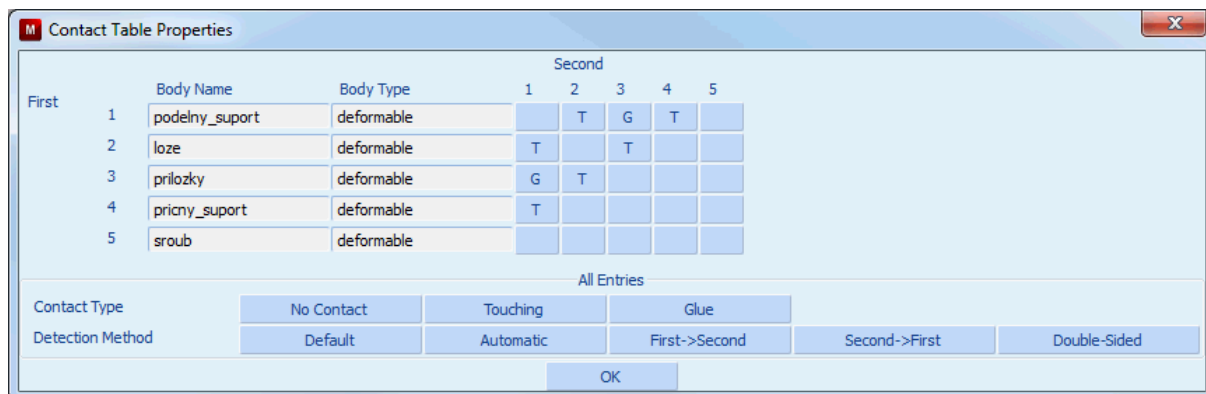 M Contact Table Properties
Second
First Body Name Body Type 1 2 3 4 5
1 podelny_suport deformable T G T
2 loze deformable T T
3 prilozky deformable G T
4 pricny_suport deformable T
5 sroub deformable
All Entries
Contact Type No Contact Touching Glue
Detection Method Default Automatic First->Second Second->First Double-Sided
OK